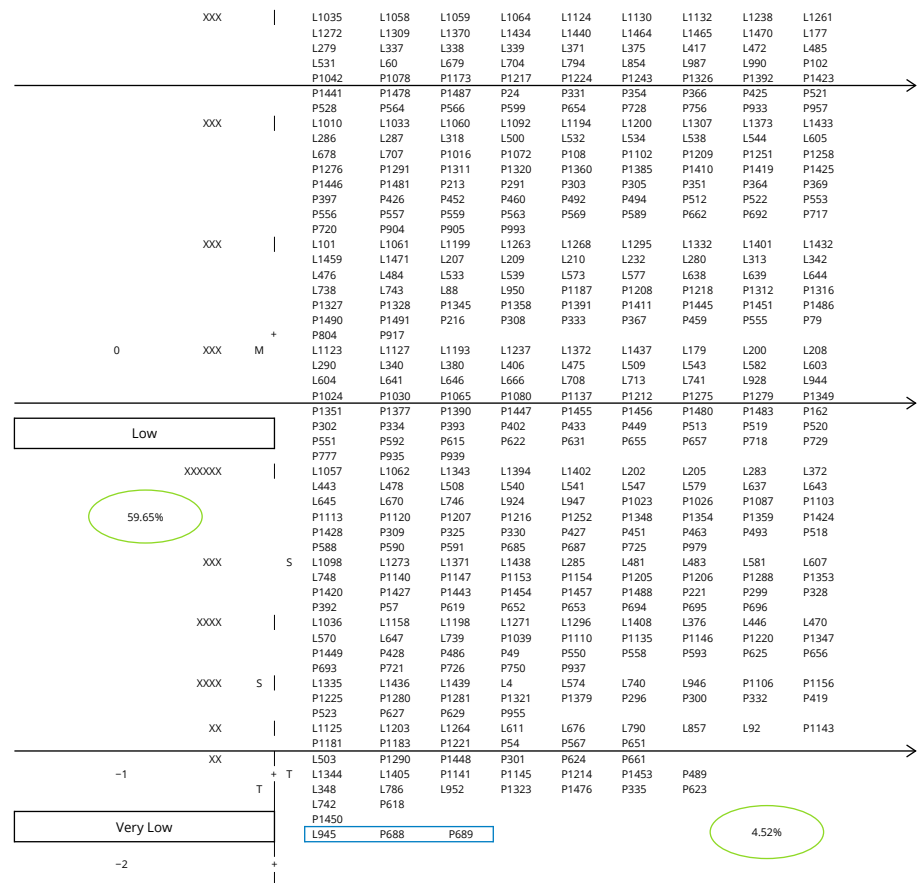 XXX | L1035 L1058 L1059 L1064 L1124 L1130 L1132 L1238 L1261
L1272 L1309 L1370 L1434 L1440 L1464 L1465 L1470 L177
L279 L337 L338 L339 L371 L375 L417 L472 L485
L531 L60 L679 L704 L794 L854 L987 L990 P102
P1042 P1078 P1173 P1217 P1224 P1243 P1326 P1392 P1423
P1441 P1478 P1487 P24 P331 P354 P366 P425 P521
P528 P564 P566 P599 P654 P728 P756 P933 P957
XXX | L1010 L1033 L1060 L1092 L1194 L1200 L1307 L1373 L1433
L286 L287 L318 L500 L532 L534 L538 L544 L605
L678 L707 P1016 P1072 P108 P1102 P1209 P1251 P1258
P1276 P1291 P1311 P1320 P1360 P1385 P1410 P1419 P1425
P1446 P1481 P213 P291 P303 P305 P351 P364 P369
P397 P426 P452 P460 P492 P494 P512 P522 P553
P556 P557 P559 P563 P569 P589 P662 P692 P717
P720 P904 P905 P993
XXX | L101 L1061 L1199 L1263 L1268 L1295 L1332 L1401 L1432
L1459 L1471 L207 L209 L210 L232 L280 L313 L342
L476 L484 L533 L539 L573 L577 L638 L639 L644
L738 L743 L88 L950 P1187 P1208 P1218 P1312 P1316
P1327 P1328 P1345 P1358 P1391 P1411 P1445 P1451 P1486
P1490 P1491 P216 P308 P333 P367 P459 P555 P79
+ P804 P917
0 XXX M L1123 L1127 L1193 L1237 L1372 L1437 L179 L200 L208
L290 L340 L380 L406 L475 L509 L543 L582 L603
L604 L641 L646 L666 L708 L713 L741 L928 L944
P1024 P1030 P1065 P1080 P1137 P1212 P1275 P1279 P1349
P1351 P1377 P1390 P1447 P1455 P1456 P1480 P1483 P162
Low P302 P334 P393 P402 P433 P449 P513 P519 P520
P551 P592 P615 P622 P631 P655 P657 P718 P729
P777 P935 P939
XXXXXX | L1057 L1062 L1343 L1394 L1402 L202 L205 L283 L372
L443 L478 L508 L540 L541 L547 L579 L637 L643
L645 L670 L746 L924 L947 P1023 P1026 P1087 P1103
59.65% P1113 P1120 P1207 P1216 P1252 P1348 P1354 P1359 P1424
P1428 P309 P325 P330 P427 P451 P463 P493 P518
P588 P590 P591 P685 P687 P725 P979
XXX S L1098 L1273 L1371 L1438 L285 L481 L483 L581 L607
L748 P1140 P1147 P1153 P1154 P1205 P1206 P1288 P1353
P1420 P1427 P1443 P1454 P1457 P1488 P221 P299 P328
P392 P57 P619 P652 P653 P694 P695 P696
XXXX | L1036 L1158 L1198 L1271 L1296 L1408 L376 L446 L470
L570 L647 L739 P1039 P1110 P1135 P1146 P1220 P1347
P1449 P428 P486 P49 P550 P558 P593 P625 P656
P693 P721 P726 P750 P937
XXXX S | L1335 L1436 L1439 L4 L574 L740 L946 P1106 P1156
P1225 P1280 P1281 P1321 P1379 P296 P300 P332 P419
P523 P627 P629 P955
XX | L1125 L1203 L1264 L611 L676 L790 L857 L92 P1143
P1181 P1183 P1221 P54 P567 P651
XX L503 P1290 P1448 P301 P624 P661
−1 + T L1344 L1405 P1141 P1145 P1214 P1453 P489
T L348 L786 L952 P1323 P1476 P335 P623
L742 P618
P1450
Very Low L945 P688 P689 4.52%
−2 +